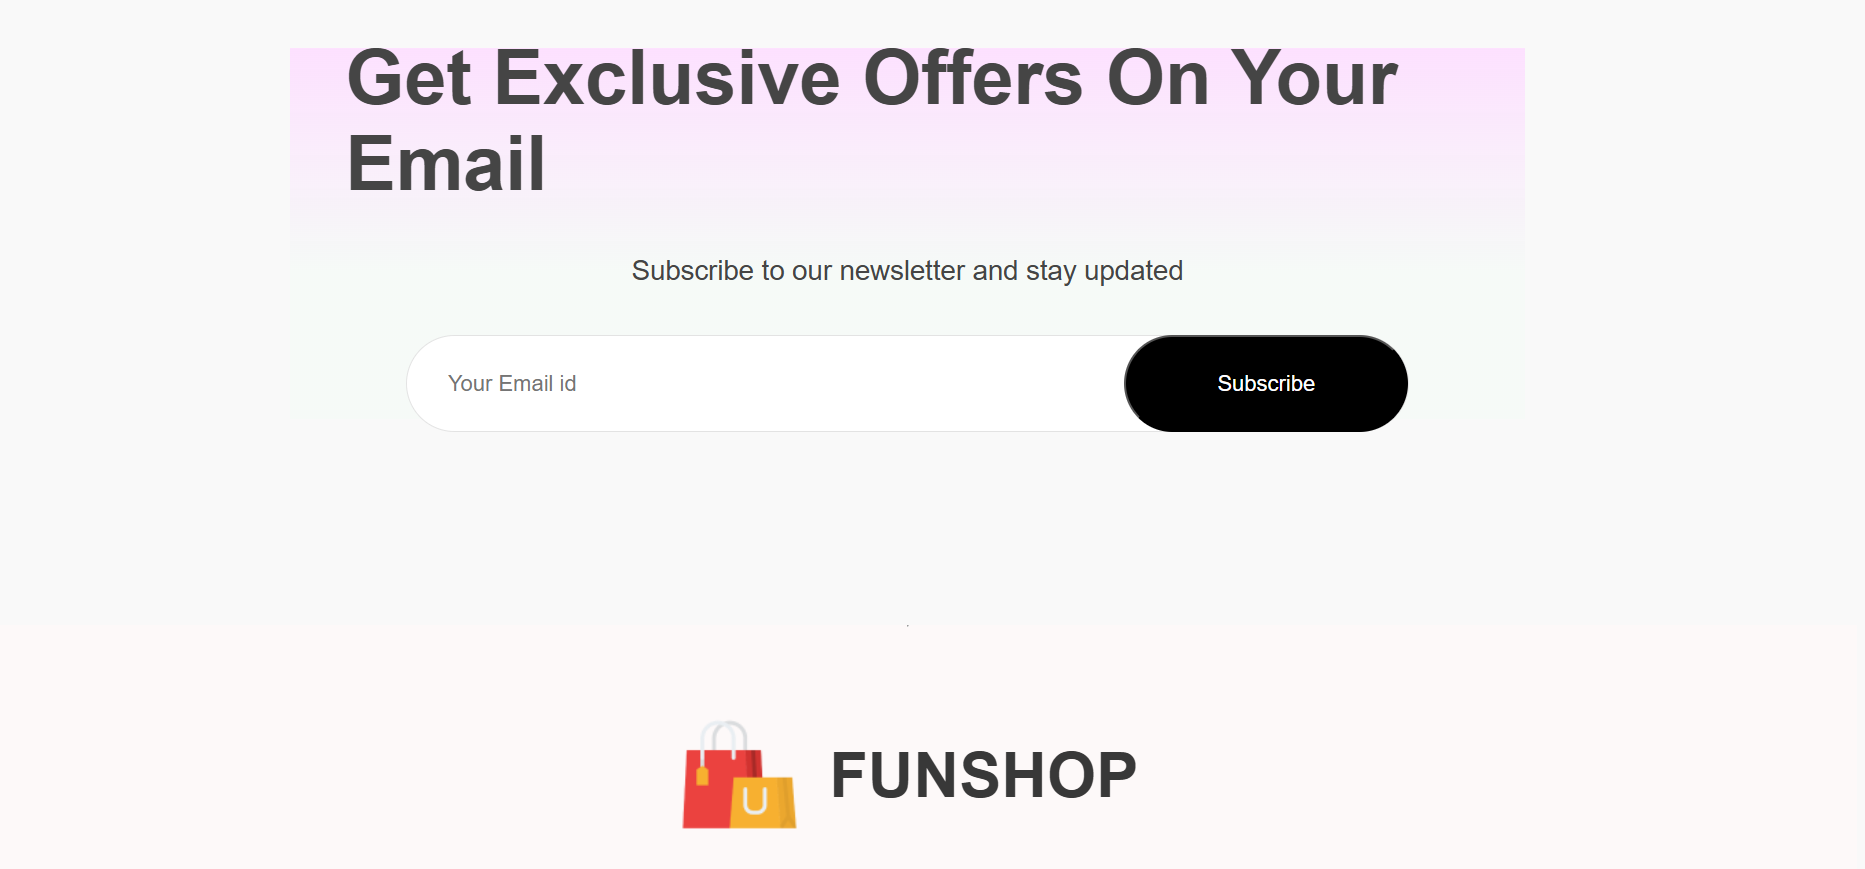 Get Exclusive Offers On Your
Email
Subscribe to our newsletter and stay updated
Your Email id
Subscribe
FUNSHOP